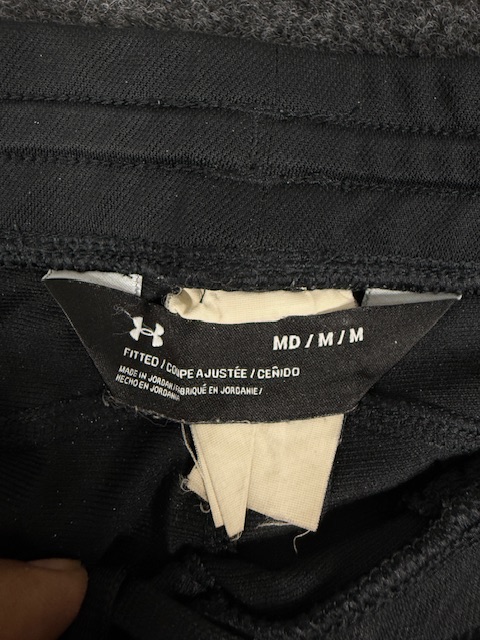 MD / M / M
FITTED / COUPE AJUSTÉE / CEÑIDO
MADE IN JORDAN / FABRIQUÉ EN JORDANIE /
HECHO EN JORDANIA